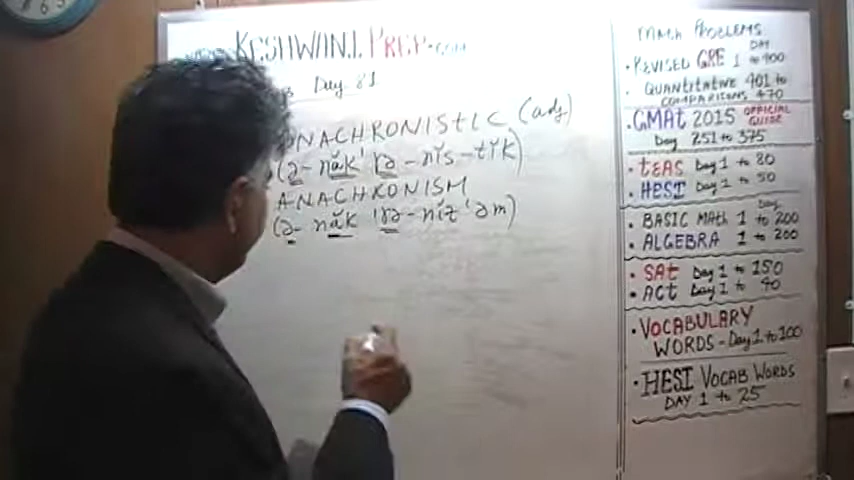 KESHWANI PREP.com
Day 81
ANACHRONISTIC (adj)
(ə-năk'rə-nĭs-tĭk)
ANACHRONISM
(ə-năk'rə-nĭz'əm)
MATH PROBLEMS
• REVISED GRE DAY 1 to 900
• QUANTITATIVE 401 to
COMPARISONS 470
• GMAT 2015 OFFICIAL GUIDE
Day 251 to 375
• TEAS Day 1 to 80
• HESI Day 1 to 50
Day
• BASIC Math 1 to 200
• ALGEBRA 1 to 200
• SAT Day 1 to 150
• ACT Day 1 to 90
• VOCABULARY
WORDS - Day 1 to 100
• HESI VOCAB WORDS
DAY 1 to 25